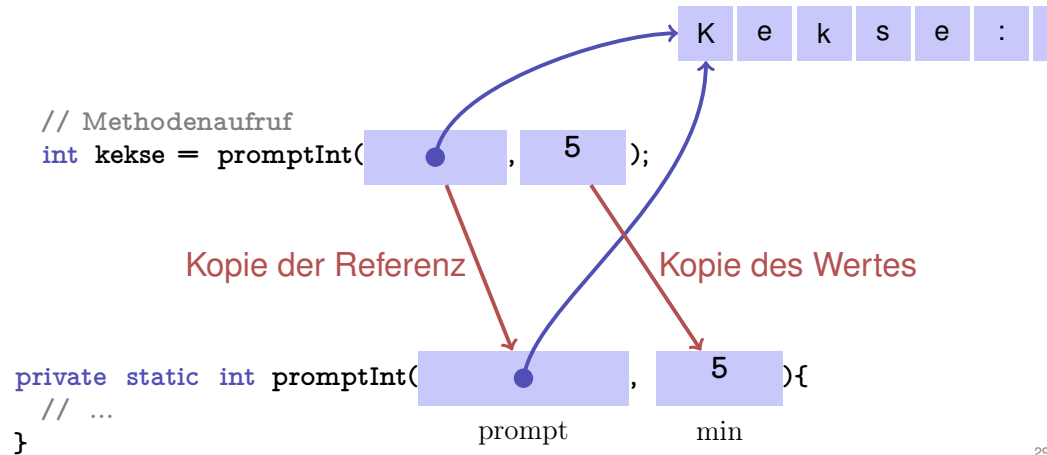 K e k s e :
// Methodenaufruf
int kekse = promptInt( , 5 );
Kopie der Referenz Kopie des Wertes
private static int promptInt( , 5 ){
// ...
}
prompt min